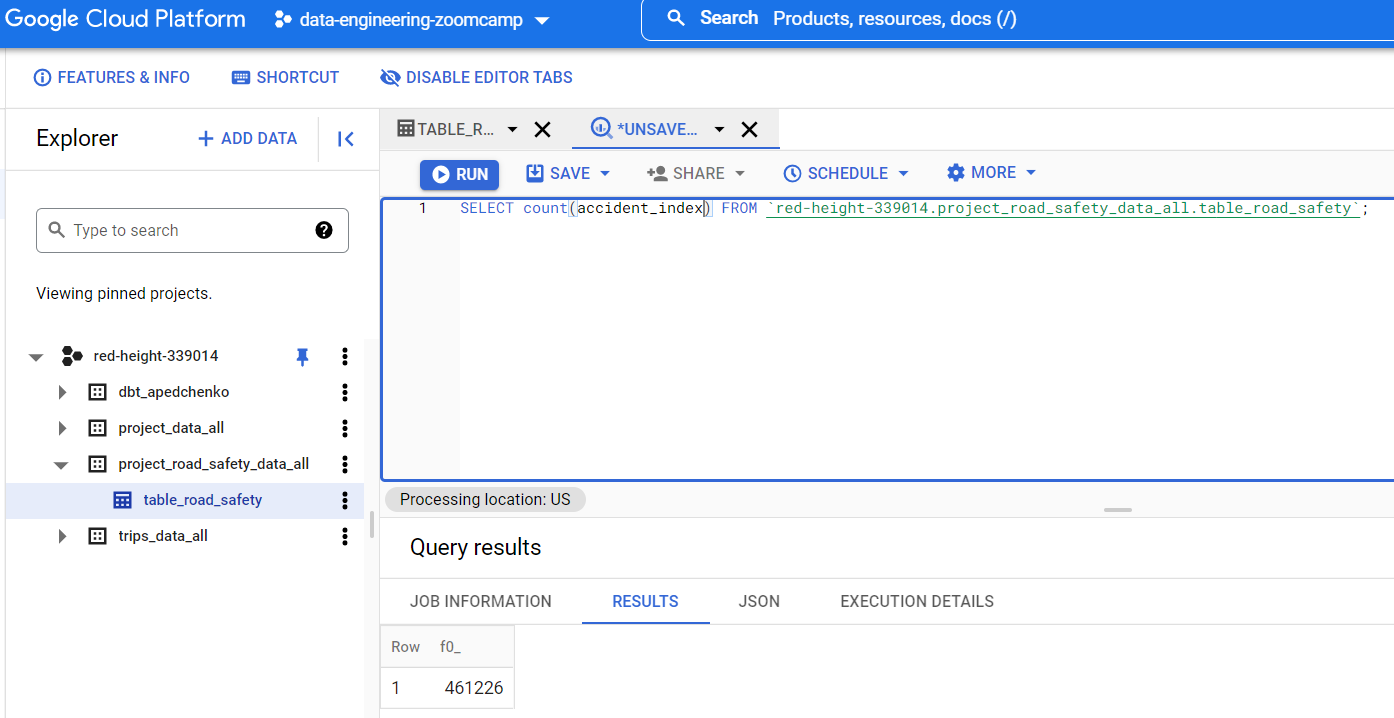 Google Cloud Platform data-engineering-zoomcamp Search Products, resources, docs (/)
FEATURES & INFO SHORTCUT DISABLE EDITOR TABS
Explorer + ADD DATA
TABLE_R... *UNSAVE...
RUN SAVE SHARE SCHEDULE MORE
1 SELECT count(accident_index) FROM `red-height-339014.project_road_safety_data_all.table_road_safety`;
Type to search ?
Viewing pinned projects.
red-height-339014
dbt_apedchenko
project_data_all
project_road_safety_data_all
table_road_safety
trips_data_all
Processing location: US
Query results
JOB INFORMATION RESULTS JSON EXECUTION DETAILS
Row f0_
1 461226